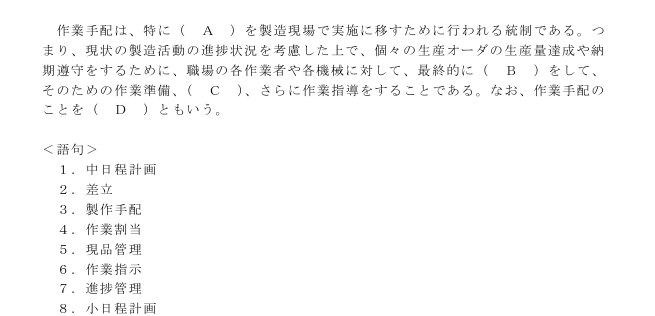 作業手配は、特に（　Ａ　）を製造現場で実施に移すために行われる統制である。つ
まり、現状の製造活動の進捗状況を考慮した上で、個々の生産オーダの生産量達成や納
期遵守をするために、職場の各作業者や各機械に対して、最終的に（　Ｂ　）をして、
そのための作業準備、（　Ｃ　）、さらに作業指導をすることである。なお、作業手配の
ことを（　Ｄ　）ともいう。
＜語句＞
１．中日程計画
２．差立
３．製作手配
４．作業割当
５．現品管理
６．作業指示
７．進捗管理
８．小日程計画